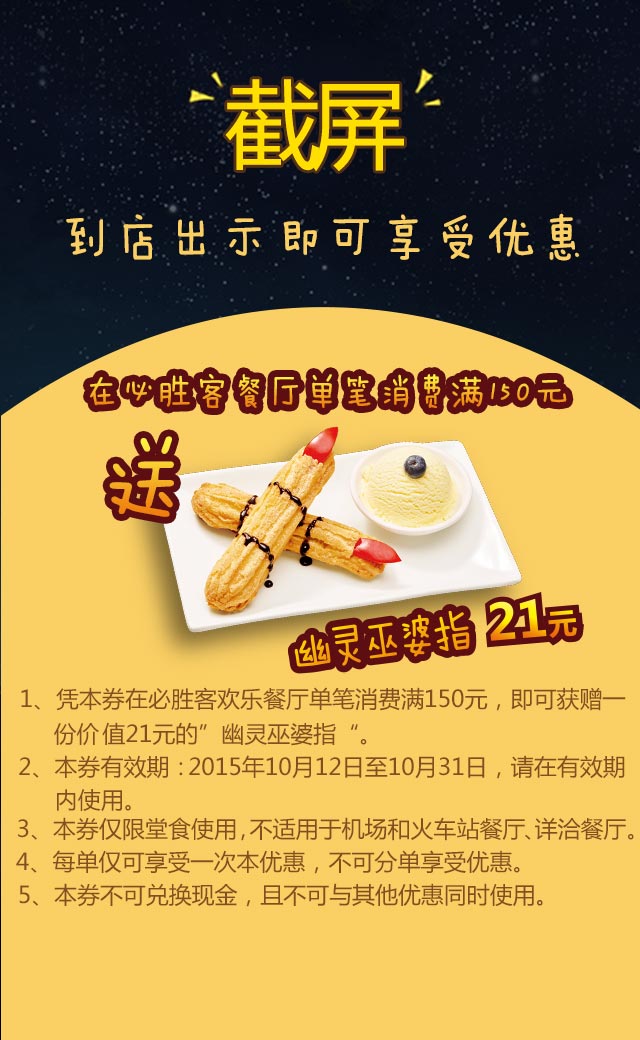 截屏
到店出示即可享受优惠
在必胜客餐厅单笔消费满150元
送
幽灵巫婆指 21元
1、凭本券在必胜客欢乐餐厅单笔消费满150元，即可获赠一
份价值21元的”幽灵巫婆指“。
2、本券有效期：2015年10月12日至10月31日，请在有效期
内使用。
3、本券仅限堂食使用，不适用于机场和火车站餐厅、详洽餐厅。
4、每单仅可享受一次本优惠，不可分单享受优惠。
5、本券不可兑换现金，且不可与其他优惠同时使用。